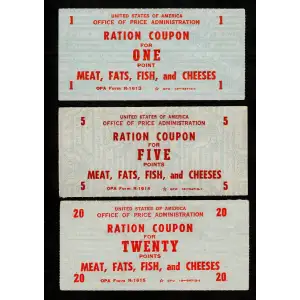 UNITED STATES OF AMERICA
1 OFFICE OF PRICE ADMINISTRATION 1
RATION COUPON
FOR
ONE
POINT
MEAT, FATS, FISH, and CHEESES
1 OPA Form R-1613 1
UNITED STATES OF AMERICA
5 OFFICE OF PRICE ADMINISTRATION 5
RATION COUPON
FOR
FIVE
POINTS
MEAT, FATS, FISH, and CHEESES
5 OPA Form R-1614 5
UNITED STATES OF AMERICA
20 OFFICE OF PRICE ADMINISTRATION 20
RATION COUPON
FOR
TWENTY
POINTS
MEAT, FATS, FISH, and CHEESES
20 OPA Form R-1615 20